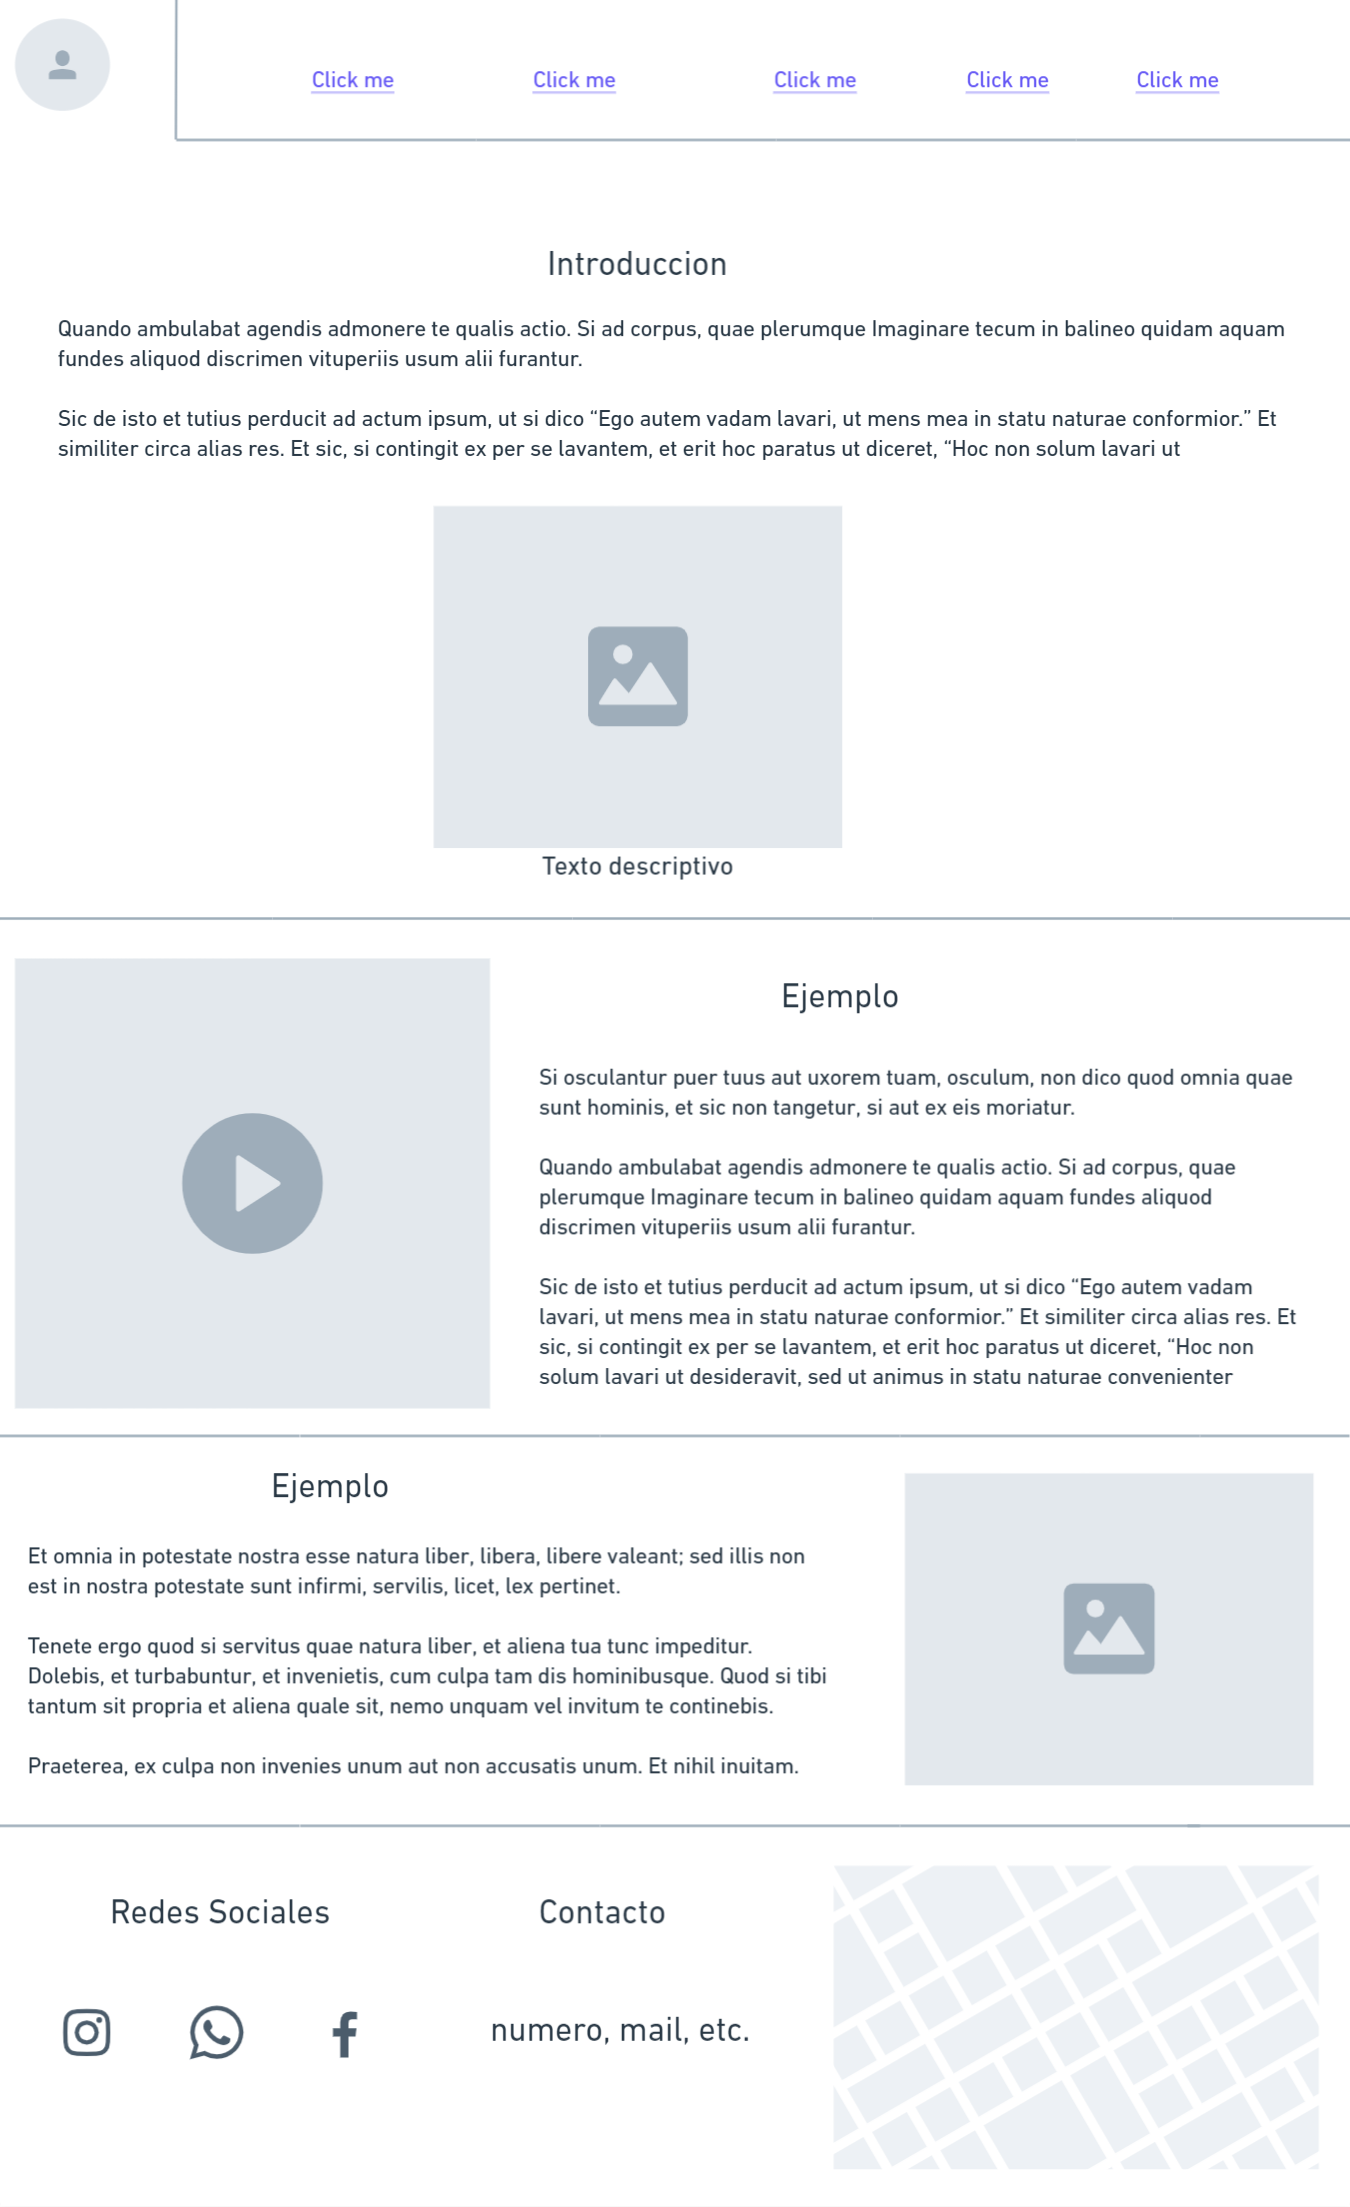 Click me
Click me
Click me
Click me
Click me
Introduccion
Quando ambulabat agendis admonere te qualis actio. Si ad corpus, quae plerumque Imaginare tecum in balineo quidam aquam
fundes aliquod discrimen vituperiis usum alii furantur.
Sic de isto et tutius perducit ad actum ipsum, ut si dico “Ego autem vadam lavari, ut mens mea in statu naturae conformior.” Et
similiter circa alias res. Et sic, si contingit ex per se lavantem, et erit hoc paratus ut diceret, “Hoc non solum lavari ut
Texto descriptivo
Ejemplo
Si osculantur puer tuus aut uxorem tuam, osculum, non dico quod omnia quae
sunt hominis, et sic non tangetur, si aut ex eis moriatur.
Quando ambulabat agendis admonere te qualis actio. Si ad corpus, quae
plerumque Imaginare tecum in balineo quidam aquam fundes aliquod
discrimen vituperiis usum alii furantur.
Sic de isto et tutius perducit ad actum ipsum, ut si dico “Ego autem vadam
lavari, ut mens mea in statu naturae conformior.” Et similiter circa alias res. Et
sic, si contingit ex per se lavantem, et erit hoc paratus ut diceret, “Hoc non
solum lavari ut desideravit, sed ut animus in statu naturae convenienter
Ejemplo
Et omnia in potestate nostra esse natura liber, libera, libere valeant; sed illis non
est in nostra potestate sunt infirmi, servilis, licet, lex pertinet.
Tenete ergo quod si servitus quae natura liber, et aliena tua tunc impeditur.
Dolebis, et turbabuntur, et invenietis, cum culpa tam dis hominibusque. Quod si tibi
tantum sit propria et aliena quale sit, nemo unquam vel invitum te continebis.
Praeterea, ex culpa non invenies unum aut non accusatis unum. Et nihil inuitam.
Redes Sociales
Contacto
numero, mail, etc.